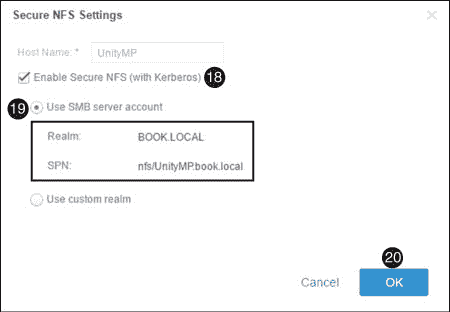 Secure NFS Settings
Host Name: * UnityMP
Enable Secure NFS (with Kerberos) 18
19 Use SMB server account
Realm: BOOK.LOCAL
SPN: nfs/UnityMP.book.local
Use custom realm
20
Cancel OK